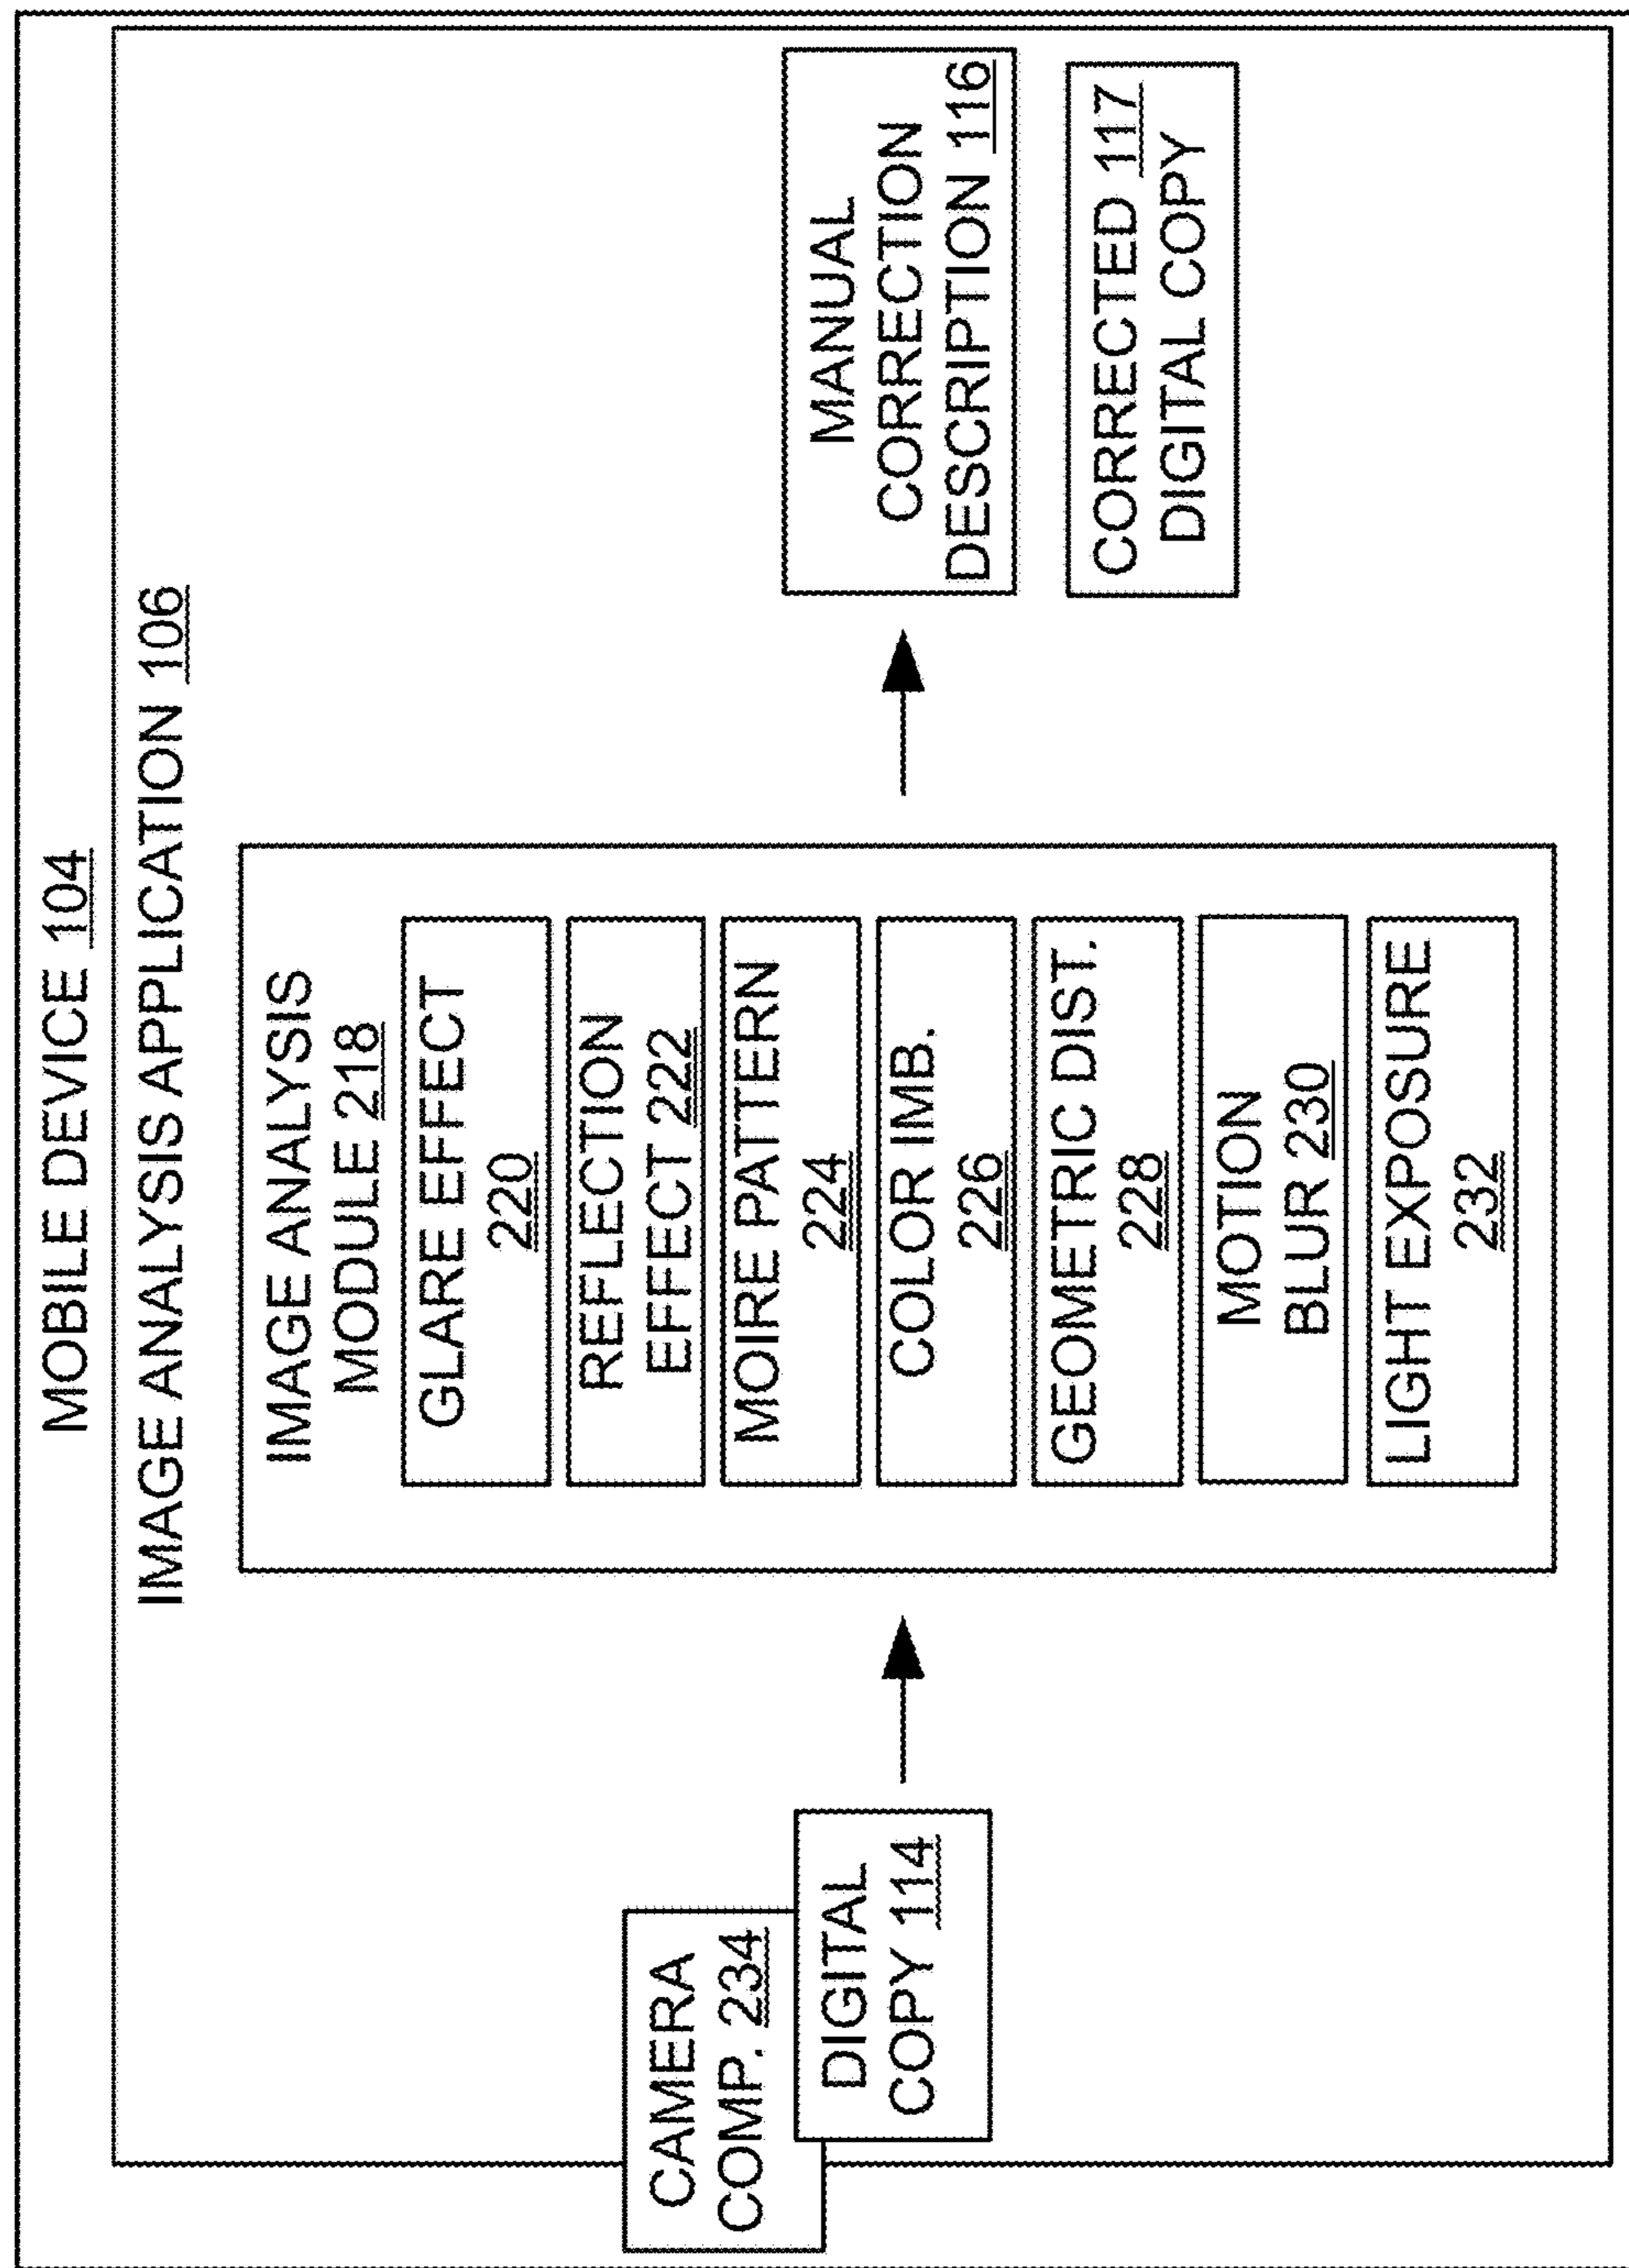 MOBILE DEVICE 104
IMAGE ANALYSIS APPLICATION 106
CAMERA
COMP. 234
DIGITAL
COPY 114
IMAGE ANALYSIS
MODULE 218
GLARE EFFECT
220
REFLECTION
EFFECT 222
MOIRE PATTERN
224
COLOR IMB.
226
GEOMETRIC DIST.
228
MOTION
BLUR 230
LIGHT EXPOSURE
232
MANUAL
CORRECTION
DESCRIPTION 116
CORRECTED 117
DIGITAL COPY